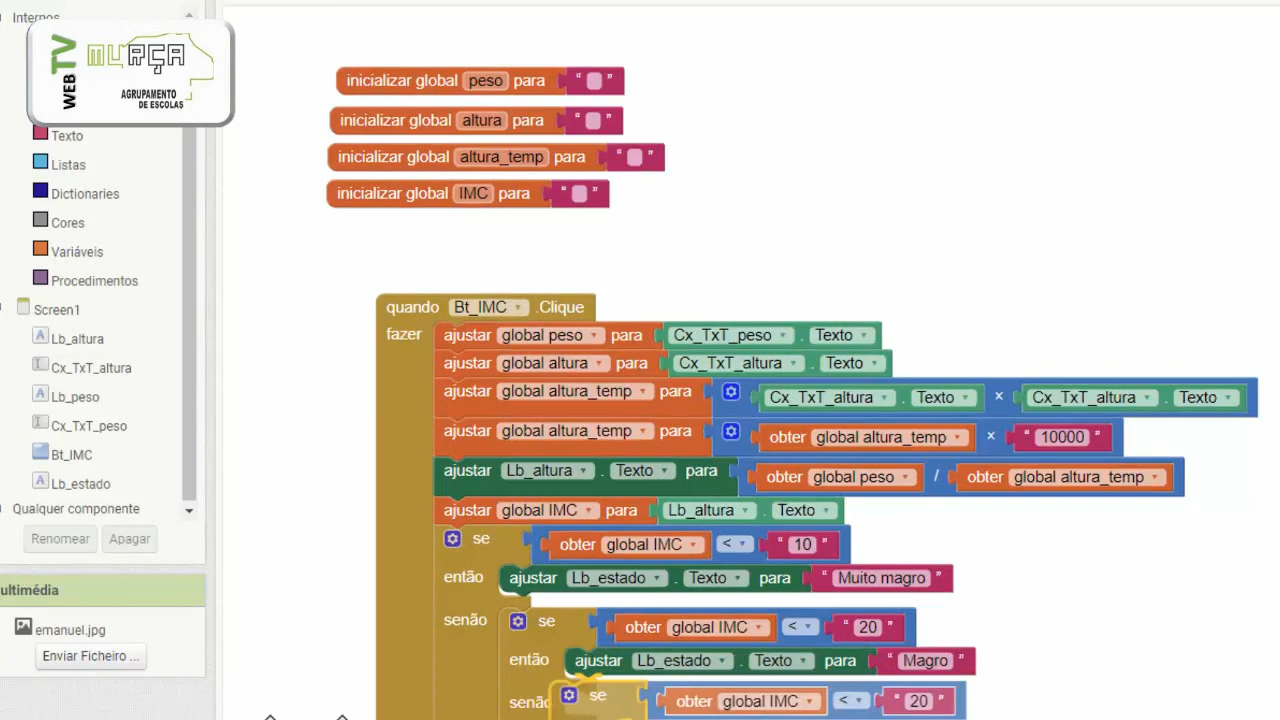 Internos
WEB TV MURÇA
AGRUPAMENTO
DE ESCOLAS
Texto
Listas
Dictionaries
Cores
Variáveis
Procedimentos
Screen1
Lb_altura
Cx_TxT_altura
Lb_peso
Cx_TxT_peso
Bt_IMC
Lb_estado
Qualquer componente
Renomear Apagar
ultimédia
emanuel.jpg
Enviar Ficheiro ...
inicializar global peso para " "
inicializar global altura para " "
inicializar global altura_temp para " "
inicializar global IMC para " "
quando Bt_IMC .Clique
fazer ajustar global peso para Cx_TxT_peso . Texto
ajustar global altura para Cx_TxT_altura . Texto
ajustar global altura_temp para Cx_TxT_altura . Texto × Cx_TxT_altura . Texto
ajustar global altura_temp para obter global altura_temp × " 10000 "
ajustar Lb_altura . Texto para obter global peso / obter global altura_temp
ajustar global IMC para Lb_altura . Texto
se obter global IMC < " 10 "
então ajustar Lb_estado . Texto para " Muito magro "
senão se obter global IMC < " 20 "
então ajustar Lb_estado . Texto para " Magro "
senão se obter global IMC < " 20 "